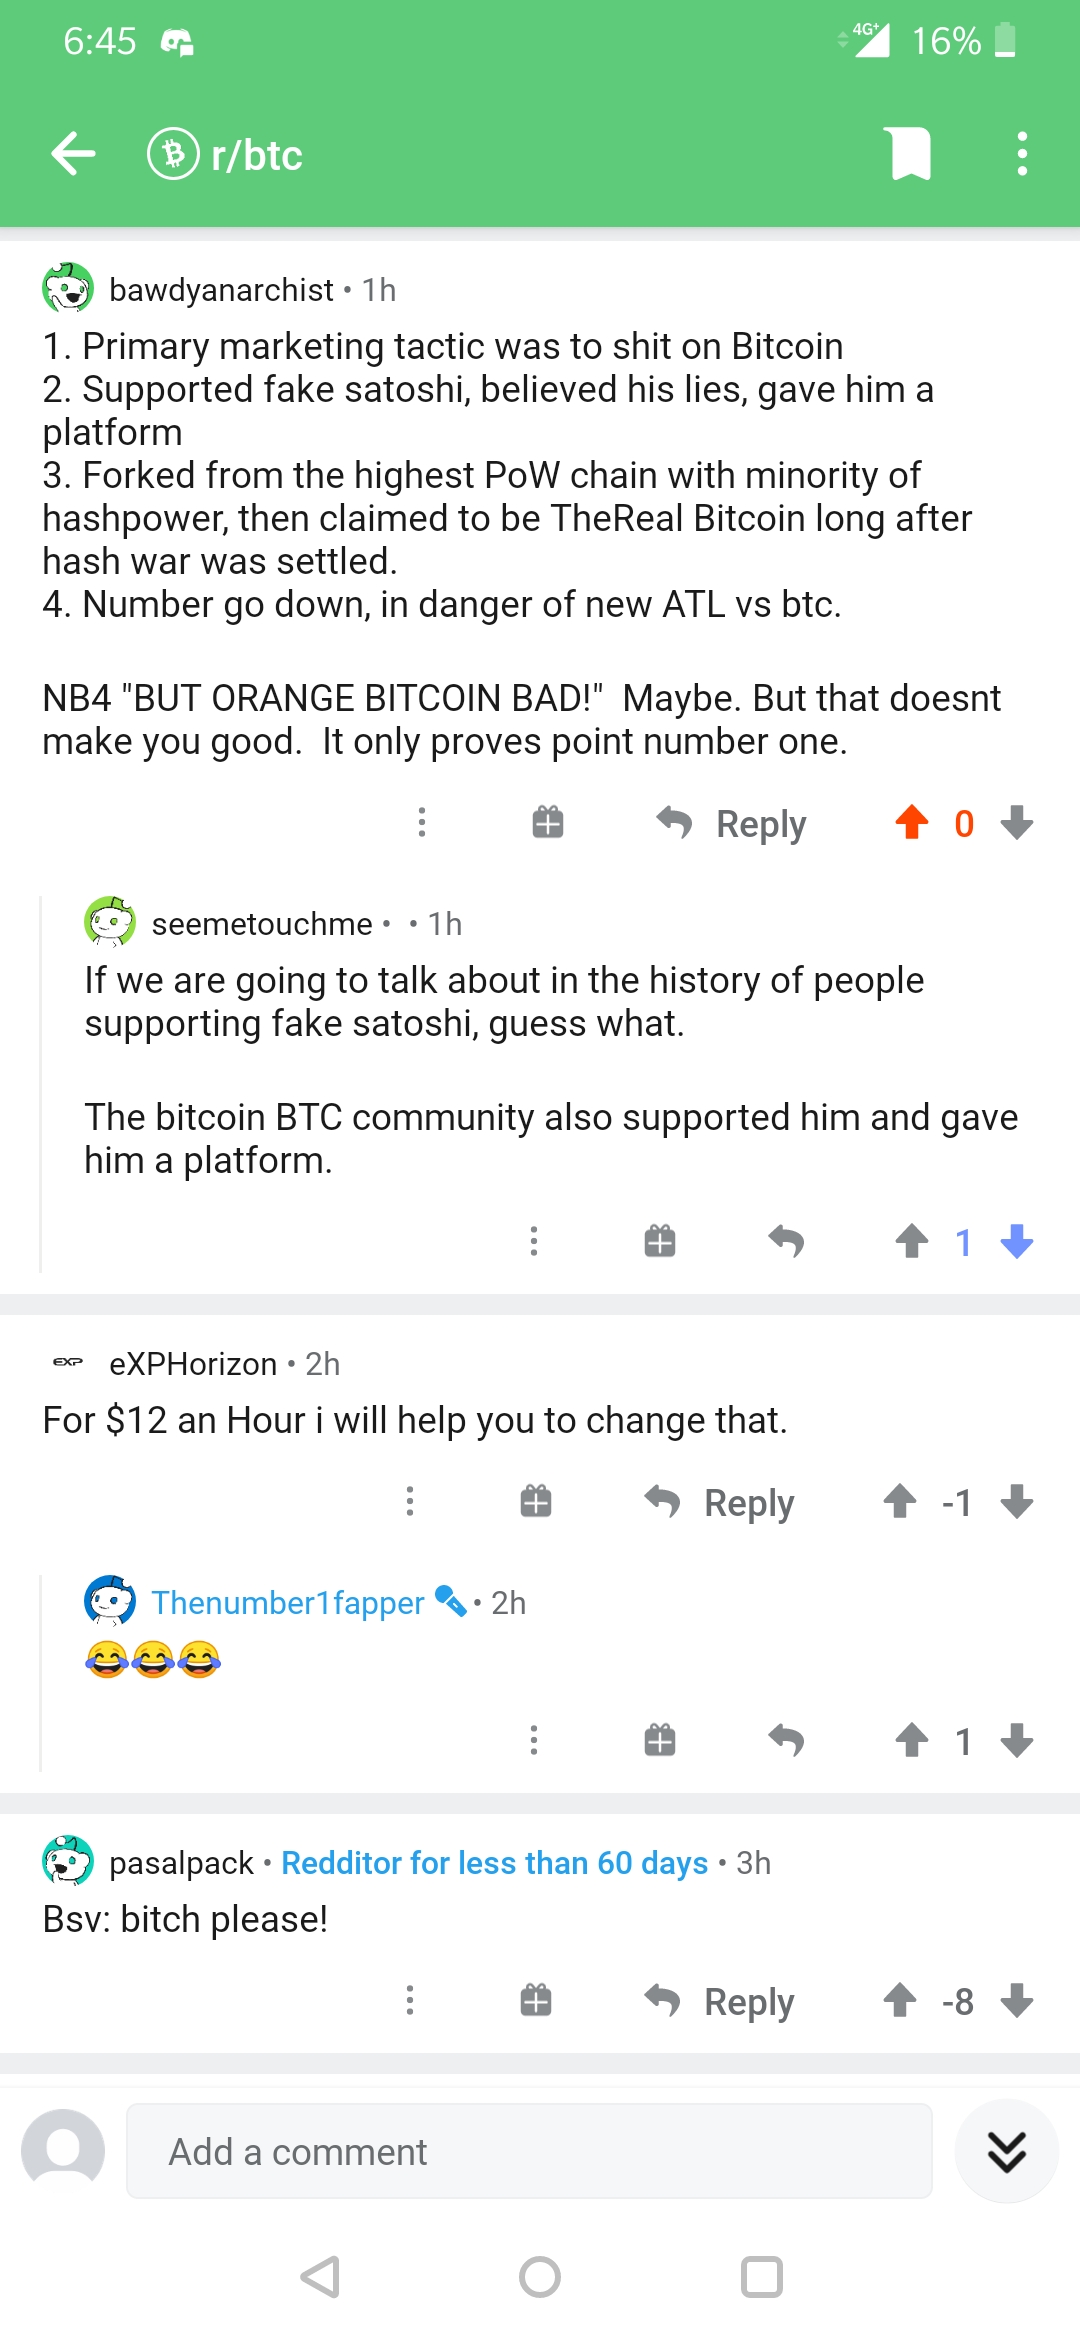 6:45
4G+ 16%
r/btc
bawdyanarchist • 1h
1. Primary marketing tactic was to shit on Bitcoin
2. Supported fake satoshi, believed his lies, gave him a
platform
3. Forked from the highest PoW chain with minority of
hashpower, then claimed to be TheReal Bitcoin long after
hash war was settled.
4. Number go down, in danger of new ATL vs btc.
NB4 "BUT ORANGE BITCOIN BAD!"  Maybe. But that doesnt
make you good.  It only proves point number one.
Reply 0
seemetouchme • • 1h
If we are going to talk about in the history of people
supporting fake satoshi, guess what.
The bitcoin BTC community also supported him and gave
him a platform.
1
EXP eXPHorizon • 2h
For $12 an Hour i will help you to change that.
Reply -1
Thenumber1fapper • 2h
😂😂😂
1
pasalpack • Redditor for less than 60 days • 3h
Bsv: bitch please!
Reply -8
Add a comment